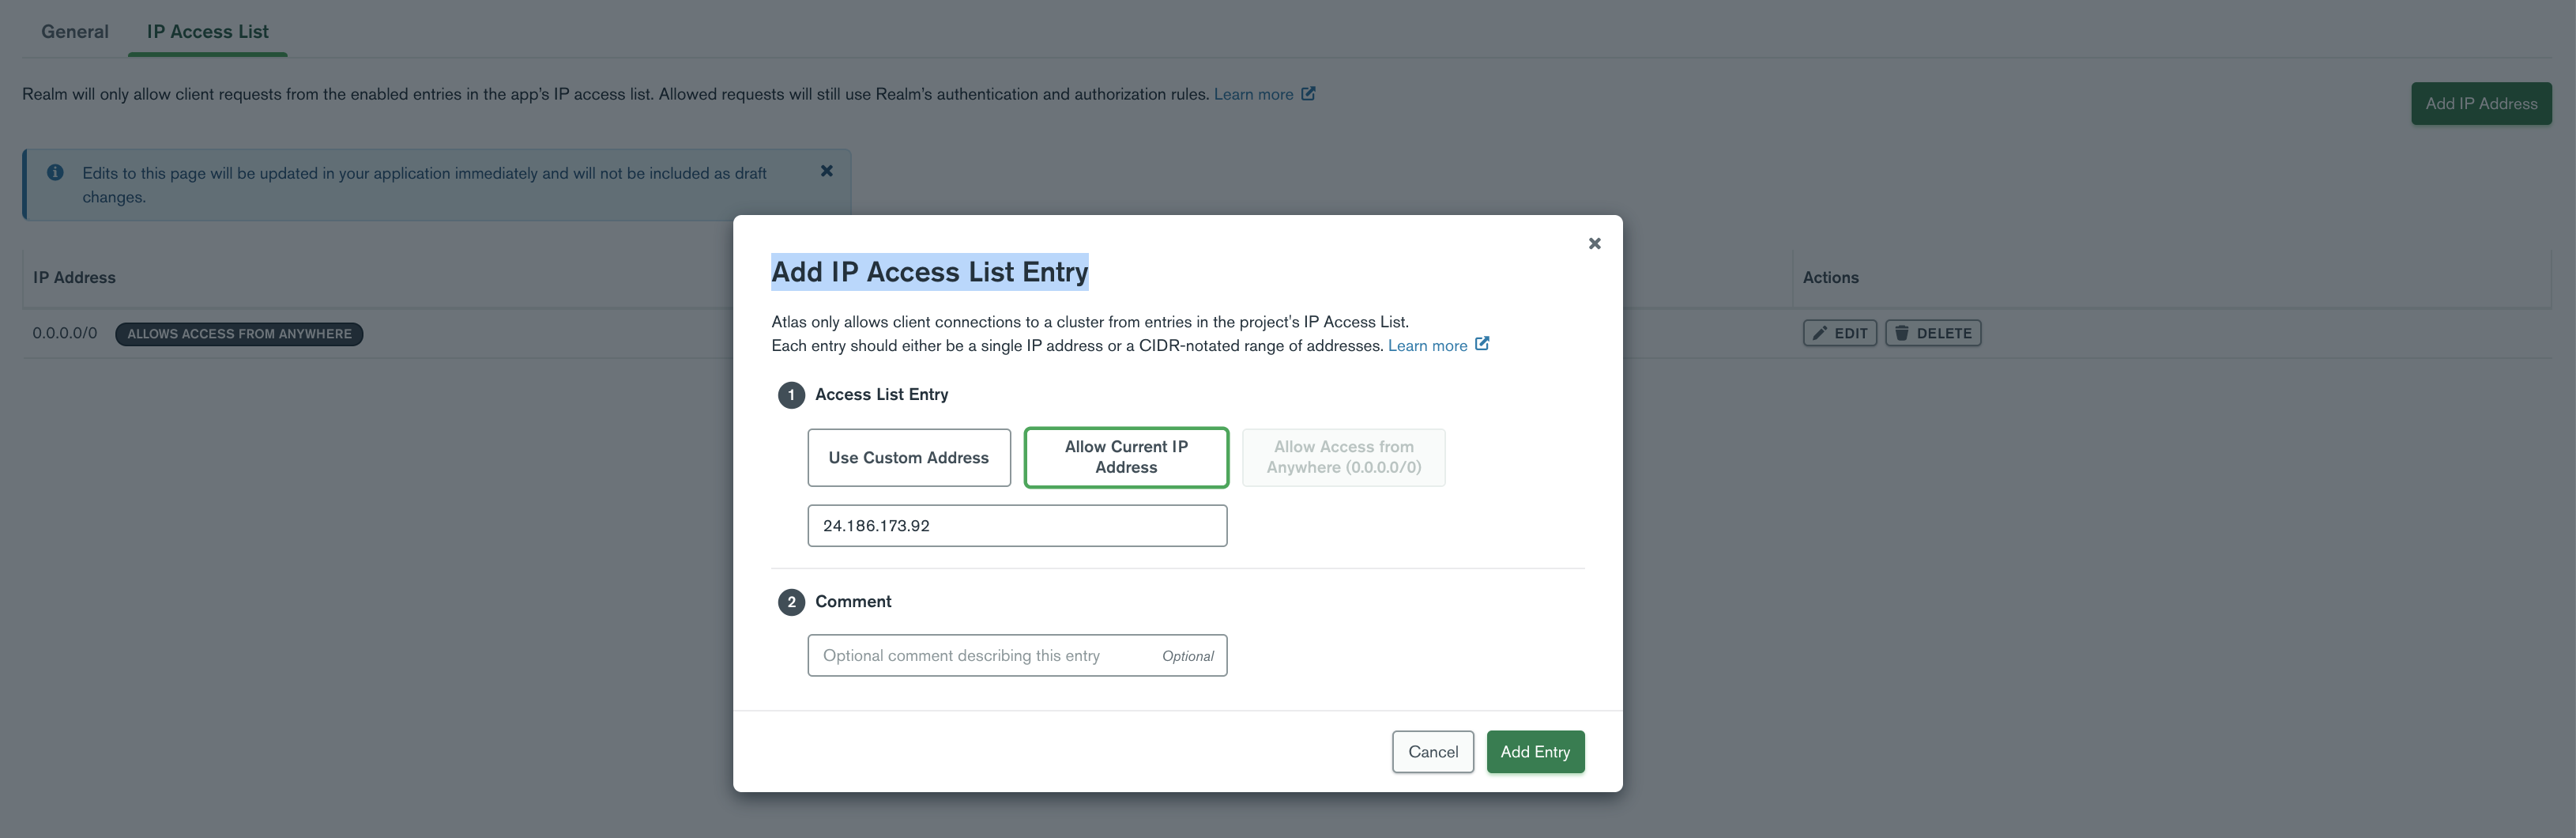 General
IP Access List
Realm will only allow client requests from the enabled entries in the app's IP access list. Allowed requests will still use Realm's authentication and authorization rules. Learn more
Add IP Address
Edits to this page will be updated in your application immediately and will not be included as draft
changes.
IP Address
Actions
0.0.0.0/0
ALLOWS ACCESS FROM ANYWHERE
EDIT
DELETE
Add IP Access List Entry
Atlas only allows client connections to a cluster from entries in the project's IP Access List.
Each entry should either be a single IP address or a CIDR-notated range of addresses. Learn more
1 Access List Entry
Use Custom Address
Allow Current IP
Address
Allow Access from
Anywhere (0.0.0.0/0)
24.186.173.92
2 Comment
Optional comment describing this entry
Optional
Cancel
Add Entry